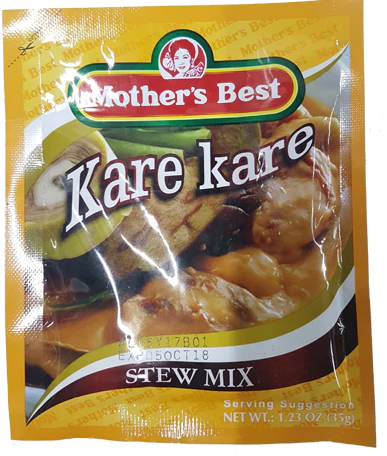 Mother's Best
Kare kare
EXP05OCT18
STEW MIX
Serving Suggestion
NET WT.: 1.23 OZ (35g)